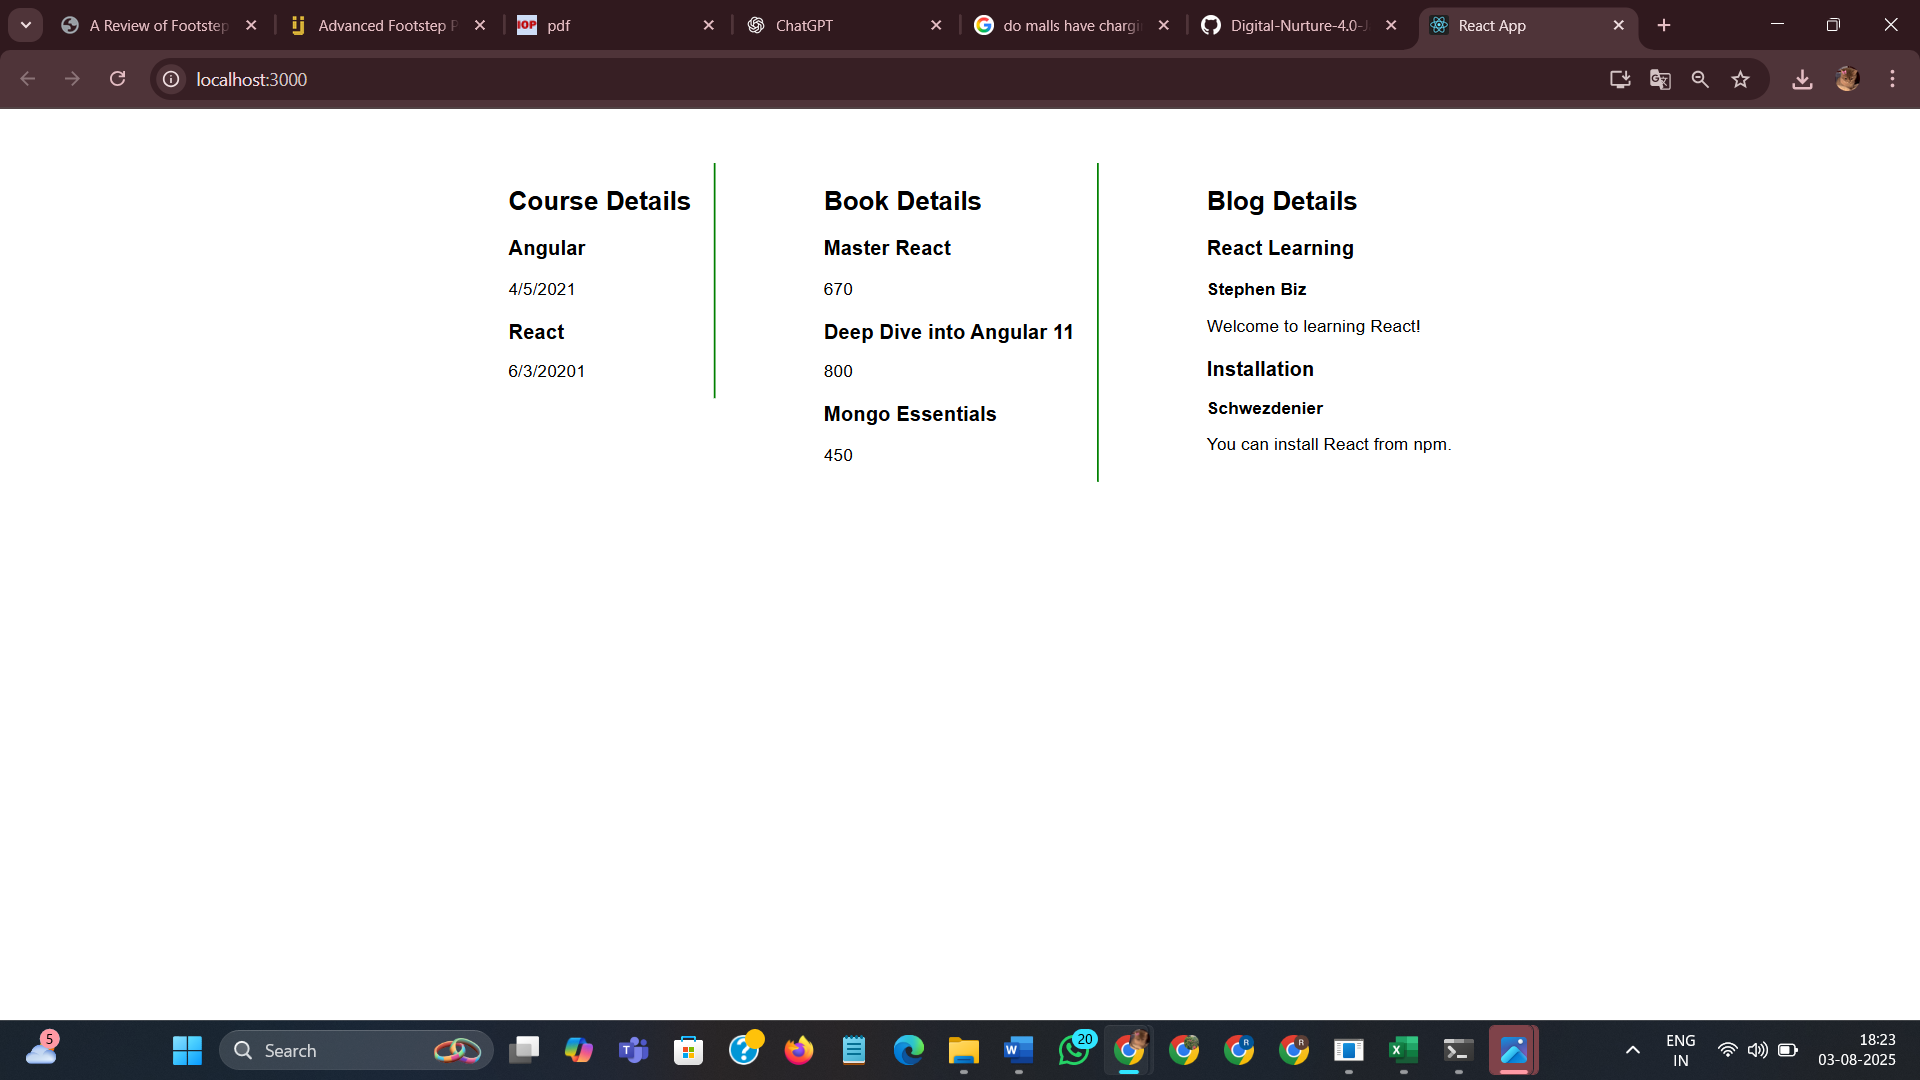 A Review of Footstep
Advanced Footstep P
IOP
pdf
ChatGPT
do malls have chargi
Digital-Nurture-4.0-J
React App
localhost:3000
Course Details
Angular
4/5/2021
React
6/3/20201
Book Details
Master React
670
Deep Dive into Angular 11
800
Mongo Essentials
450
Blog Details
React Learning
Stephen Biz
Welcome to learning React!
Installation
Schwezdenier
You can install React from npm.
5
Search
20
R
R
ENG
IN
18:23
03-08-2025